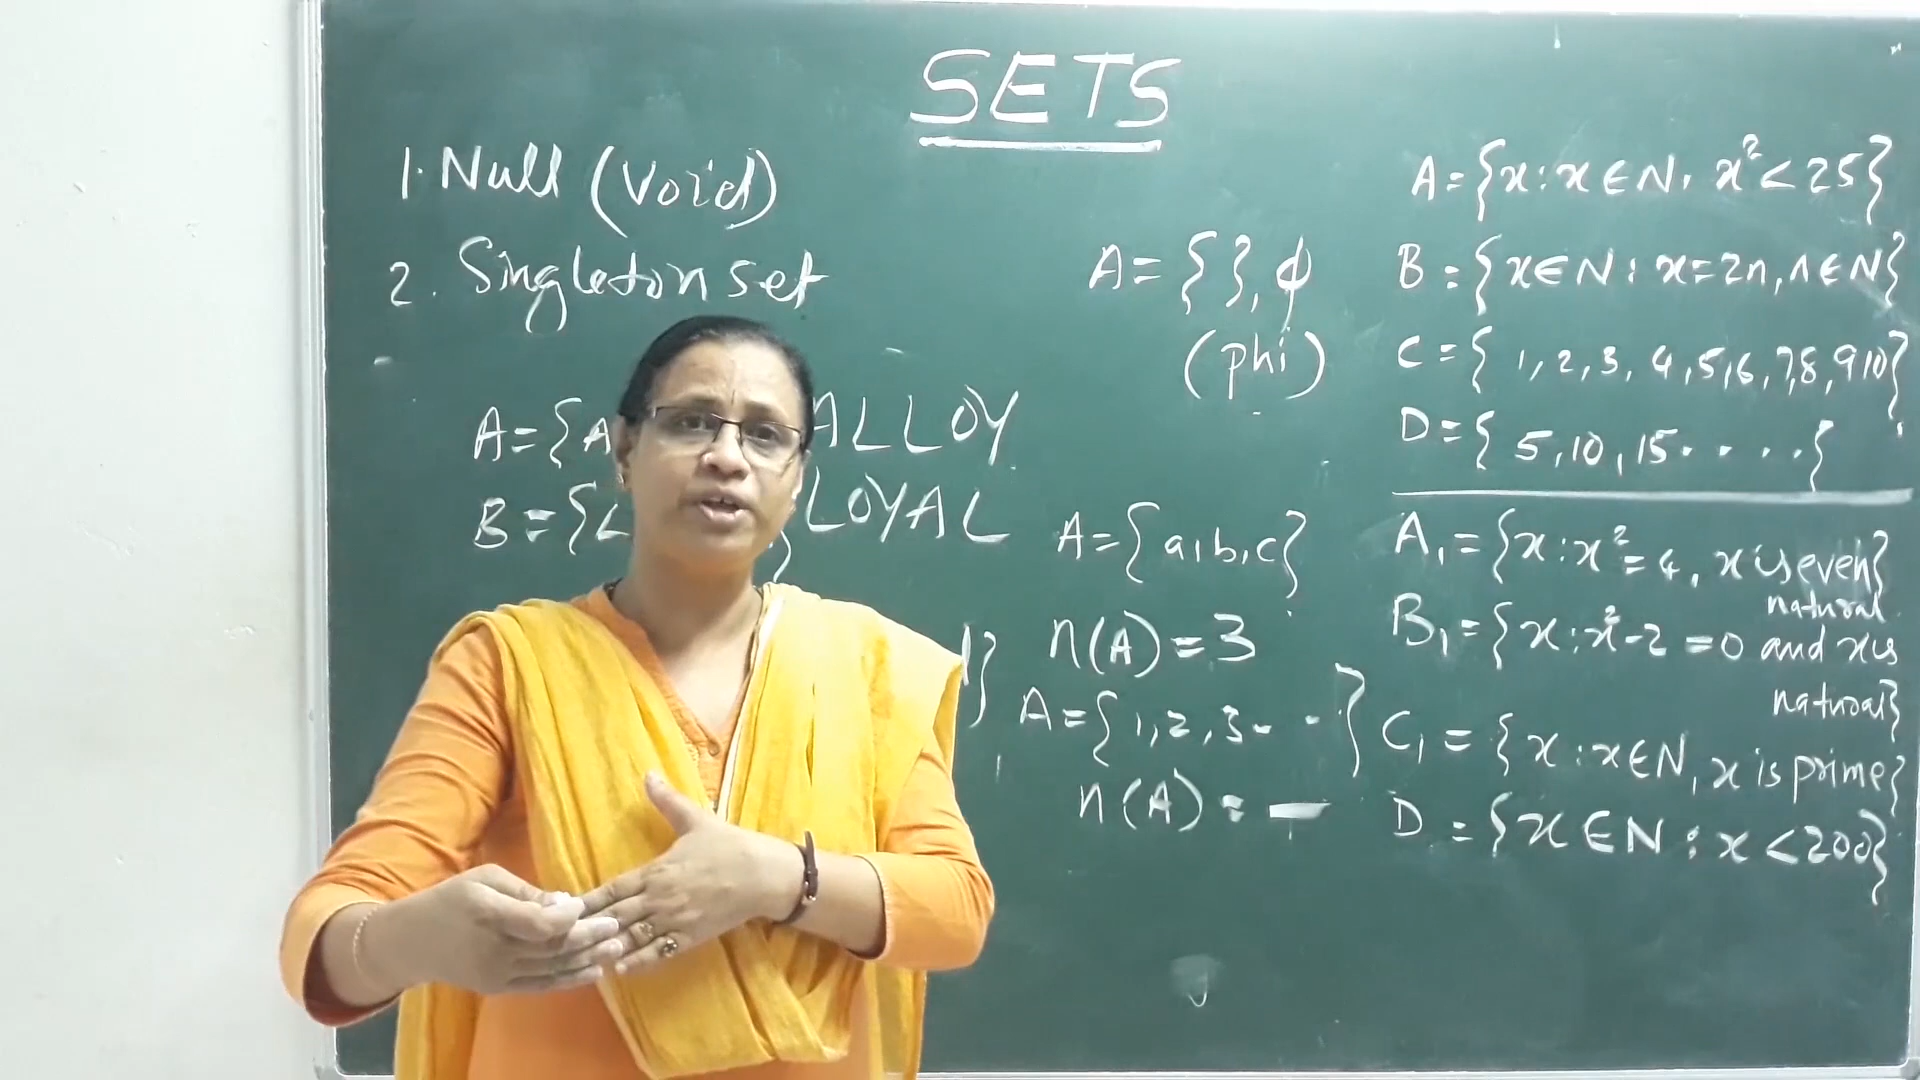 SETS
1. Null (Void)
2. Singleton set
A = { }, ϕ
(phi)
A = {A
ALLOY
B = {L
}
LOYAL
}
A = {a, b, c}
n(A) = 3
A = {1, 2, 3 - - }
n(A) = —
A = {x : x ∈ N, x² < 25}
B = {x ∈ N : x = 2n, n ∈ N}
C = { 1, 2, 3, 4, 5, 6, 7, 8, 9 10}
D = { 5, 10, 15 . . . . . }
A₁ = {x : x² = 4, x is even}
natural
B₁ = {x : x² - 2 = 0 and x is
natural}
C₁ = {x : x ∈ N, x is prime}
D = {x ∈ N : x < 200}